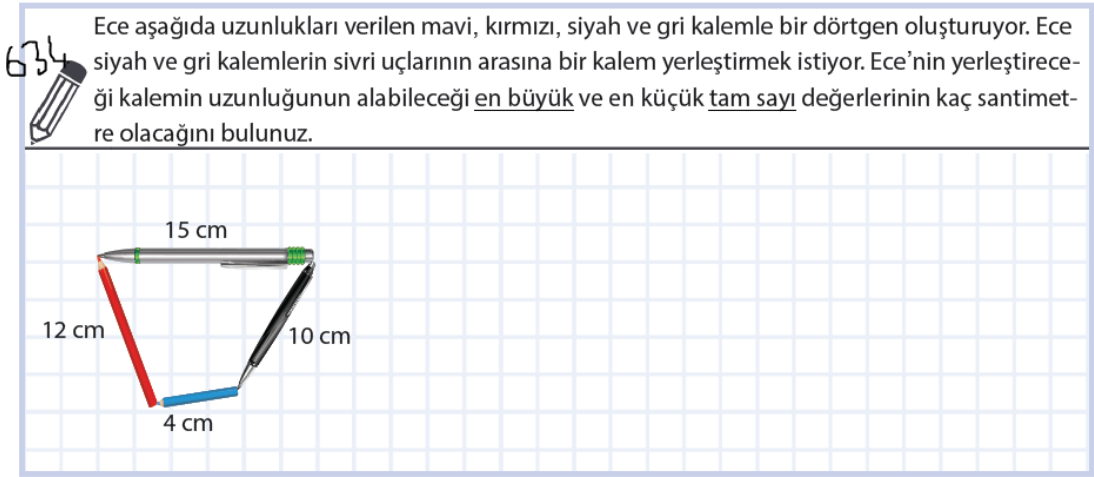 Ece aşağıda uzunlukları verilen mavi, kırmızı, siyah ve gri kalemle bir dörtgen oluşturuyor. Ece
634
siyah ve gri kalemlerin sivri uçlarının arasına bir kalem yerleştirmek istiyor. Ece'nin yerleştirece-
ği kalemin uzunluğunun alabileceği en büyük ve en küçük tam sayı değerlerinin kaç santimet-
re olacağını bulunuz.
15 cm
12 cm
10 cm
4 cm